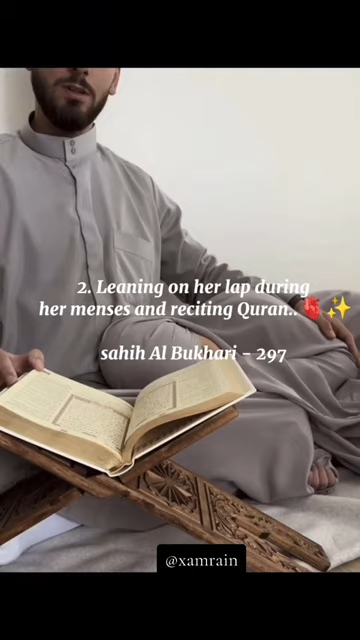 2. Leaning on her lap during
her menses and reciting Quran.. 🫀✨
sahih Al Bukhari - 297
@xamrain